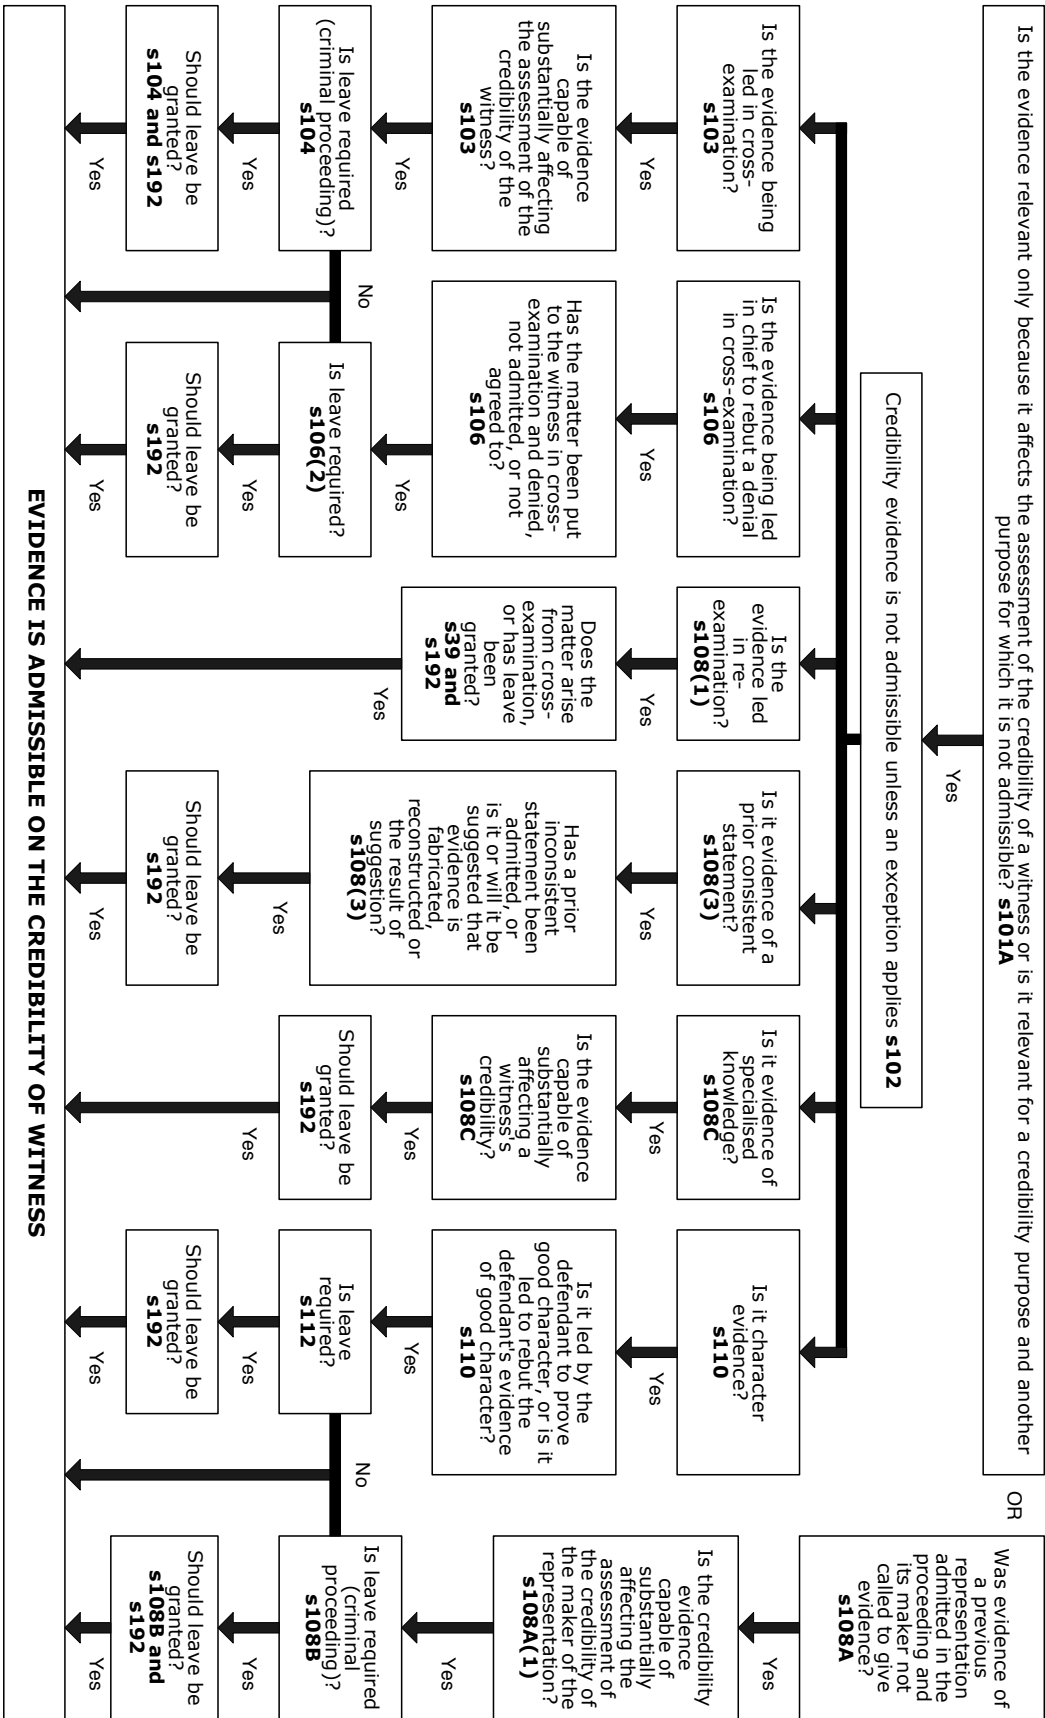 Is the evidence relevant only because it affects the assessment of the credibility of a witness or is it relevant for a credibility purpose and another
purpose for which it is not admissible? s101A
OR
Was evidence of
a previous
representation
admitted in the
proceeding and
its maker not
called to give
evidence?
s108A
Yes
Credibility evidence is not admissible unless an exception applies s102
Is the evidence being
led in cross-
examination?
s103
Yes
Is the evidence
capable of
substantially affecting
the assessment of the
credibility of the
witness?
s103
Yes
Is leave required
(criminal proceeding)?
s104
Yes
Should leave be
granted?
s104 and s192
Yes
No
Is the evidence being led
in chief to rebut a denial
in cross-examination?
s106
Yes
Has the matter been put
to the witness in cross-
examination and denied,
not admitted, or not
agreed to?
s106
Yes
Is leave required?
s106(2)
Yes
Should leave be
granted?
s192
Yes
Is the
evidence led
in re-
examination?
s108(1)
Yes
Does the
matter arise
from cross-
examination,
or has leave
been
granted?
s39 and
s192
Yes
Is it evidence of a
prior consistent
statement?
s108(3)
Yes
Has a prior
inconsistent
statement been
admitted, or
is it or will it be
suggested that
evidence is
fabricated,
reconstructed or
the result of
suggestion?
s108(3)
Yes
Should leave be
granted?
s192
Yes
Is it evidence of
specialised
knowledge?
s108C
Yes
Is the evidence
capable of
substantially
affecting a
witness's
credibility?
s108C
Yes
Should leave be
granted?
s192
Yes
Is it character
evidence?
s110
Yes
Is it led by the
defendant to prove
good character, or is it
led to rebut the
defendant's evidence
of good character?
s110
Yes
Is leave
required?
s112
Yes
Should leave be
granted?
s192
Yes
No
Yes
Is the credibility
evidence
capable of
substantially
affecting the
assessment of
the credibility of
the maker of the
representation?
s108A(1)
Yes
Is leave required
(criminal
proceeding)?
s108B
Yes
Should leave be
granted?
s108B and
s192
Yes
EVIDENCE IS ADMISSIBLE ON THE CREDIBILITY OF WITNESS